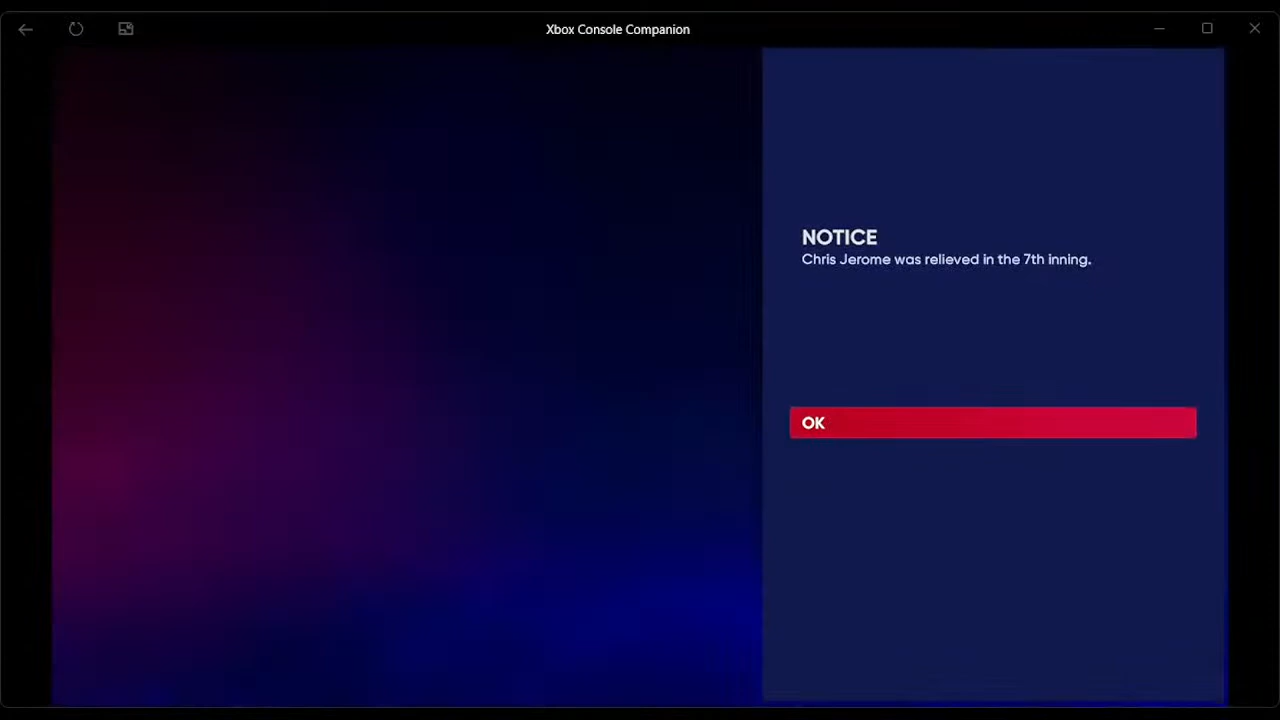 Xbox Console Companion
NOTICE
Chris Jerome was relieved in the 7th inning.
OK